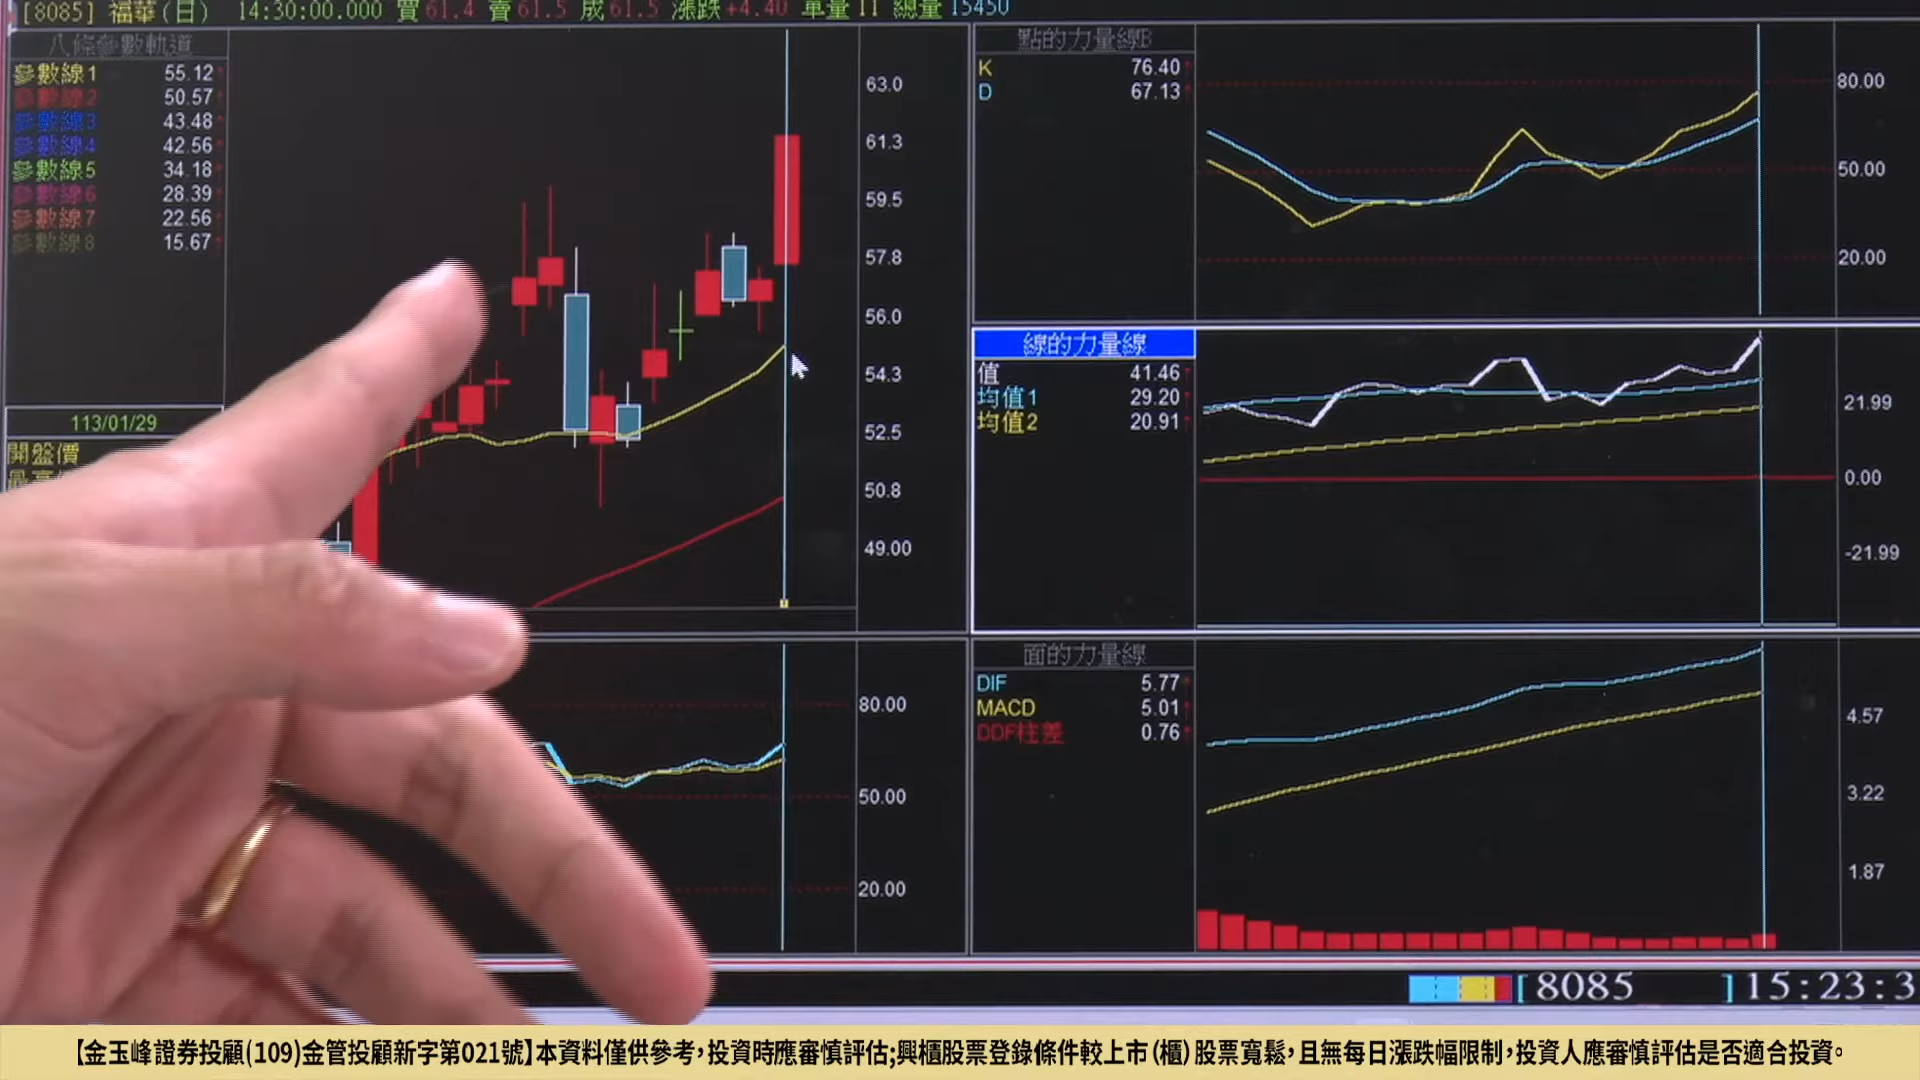 [8085] 福華(日) 14:30:00.000 買61.4 賣61.5 成61.5 漲跌+4.40 單量11 總量15450
八條參數軌道
參數線1 55.12
參數線2 50.57
參數線3 43.48
參數線4 42.56
參數線5 34.18
參數線6 28.39
參數線7 22.56
參數線8 15.67
113/01/29
開盤價
63.0
61.3
59.5
57.8
56.0
54.3
52.5
50.8
49.00
80.00
50.00
20.00
點的力量線B
K 76.40
D 67.13
80.00
50.00
20.00
線的力量線
值 41.46
均值1 29.20
均值2 20.91
21.99
0.00
-21.99
面的力量線
DIF 5.77
MACD 5.01
DDF柱差 0.76
4.57
3.22
1.87
[8085 ]15:23:3
【金玉峰證券投顧(109)金管投顧新字第021號】本資料僅供參考,投資時應審慎評估;興櫃股票登錄條件較上市(櫃)股票寬鬆,且無每日漲跌幅限制,投資人應審慎評估是否適合投資。